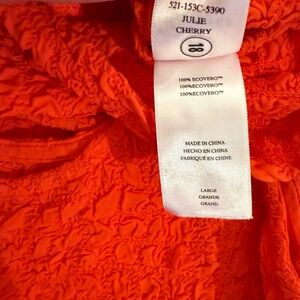 521-153C-5390
JULIE
CHERRY
18
100% ECOVERO™
100%ECOVERO™
100%ECOVERO™
MADE IN CHINA
HECHO EN CHINA
FABRIQUÉ EN CHINE
LARGE
GRANDE
GRAND